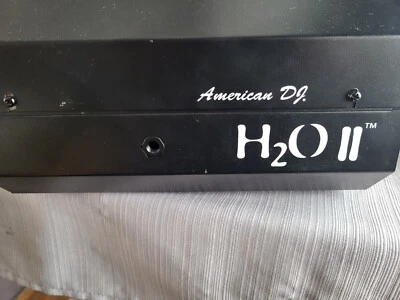 American DJ.
H₂O II™